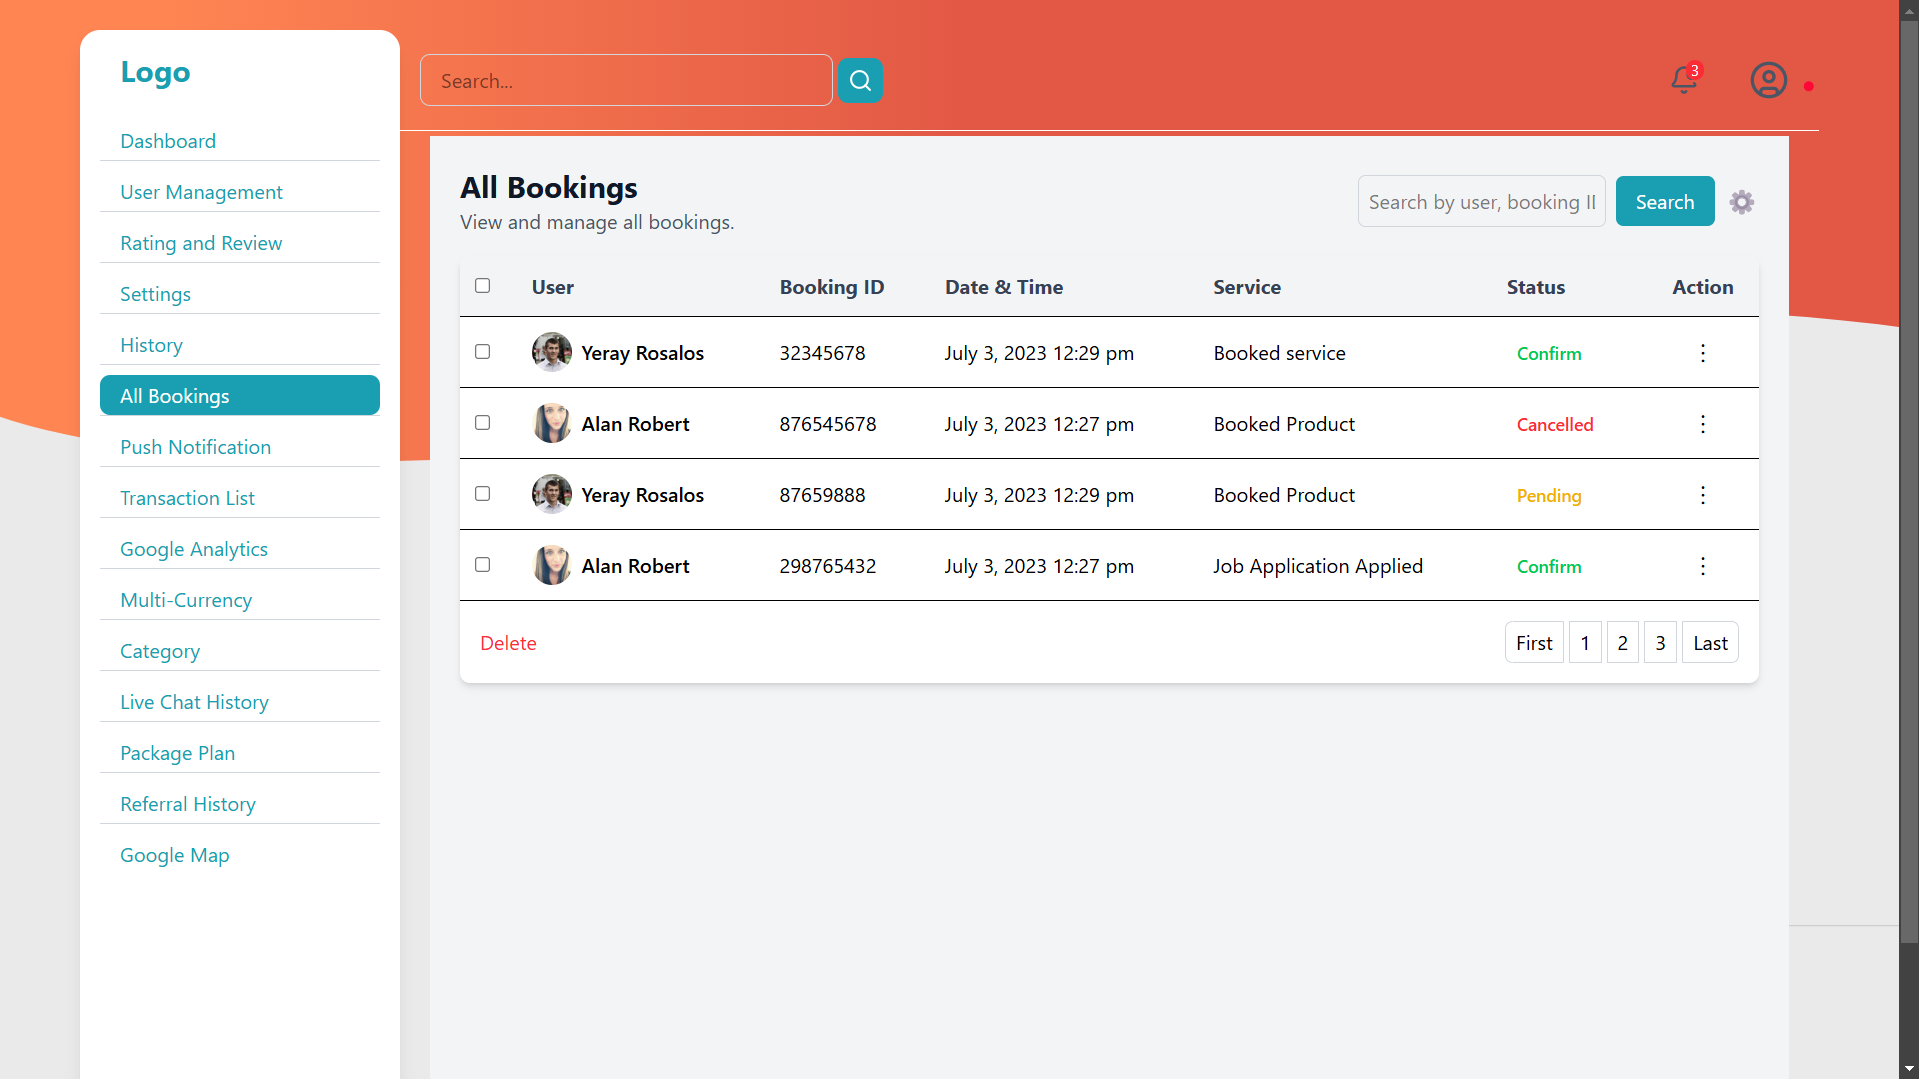 Logo
Dashboard
User Management
Rating and Review
Settings
History
All Bookings
Push Notification
Transaction List
Google Analytics
Multi-Currency
Category
Live Chat History
Package Plan
Referral History
Google Map
Search...
3
All Bookings
View and manage all bookings.
Search by user, booking
Search
User Booking ID Date & Time Service Status Action
Yeray Rosalos 32345678 July 3, 2023 12:29 pm Booked service Confirm
Alan Robert 876545678 July 3, 2023 12:27 pm Booked Product Cancelled
Yeray Rosalos 87659888 July 3, 2023 12:29 pm Booked Product Pending
Alan Robert 298765432 July 3, 2023 12:27 pm Job Application Applied Confirm
Delete
First 1 2 3 Last